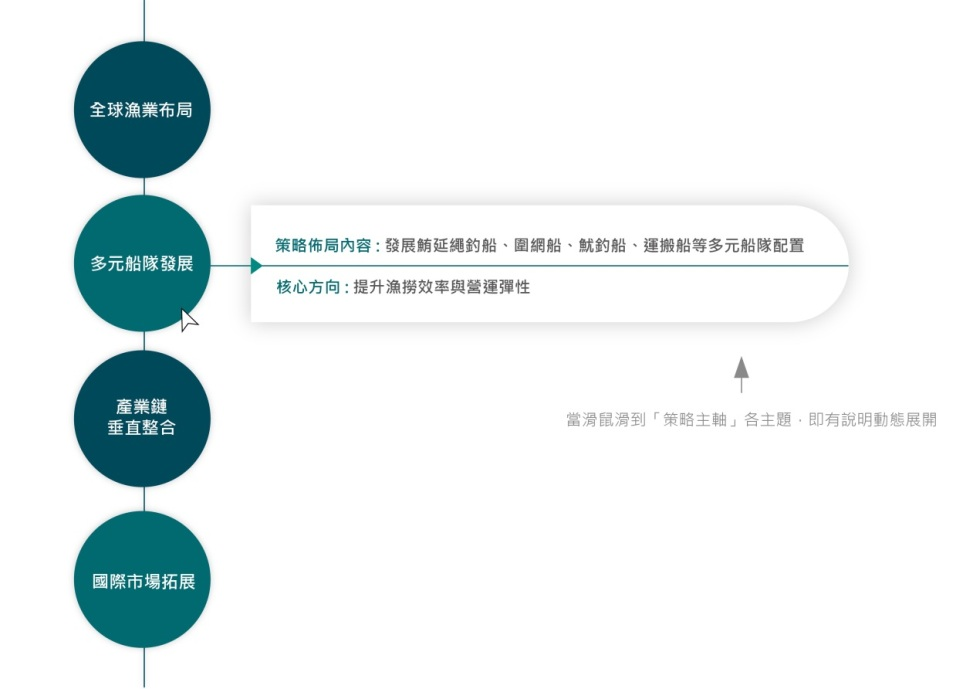 全球漁業布局
多元船隊發展
策略佈局內容 : 發展鮪延繩釣船、圍網船、魷釣船、運搬船等多元船隊配置
核心方向 : 提升漁撈效率與營運彈性
產業鏈
垂直整合
當滑鼠滑到「策略主軸」各主題，即有說明動態展開
國際市場拓展